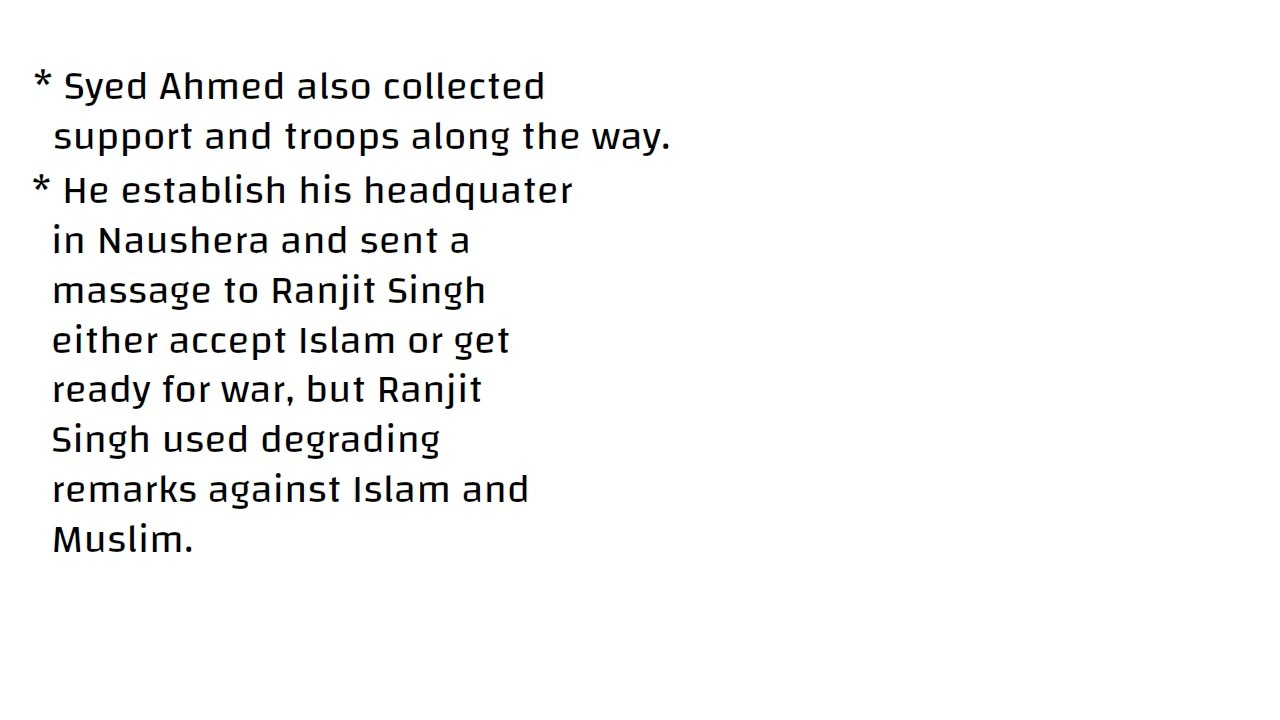 * Syed Ahmed also collected
support and troops along the way.
* He establish his headquater
in Naushera and sent a
massage to Ranjit Singh
either accept Islam or get
ready for war, but Ranjit
Singh used degrading
remarks against Islam and
Muslim.